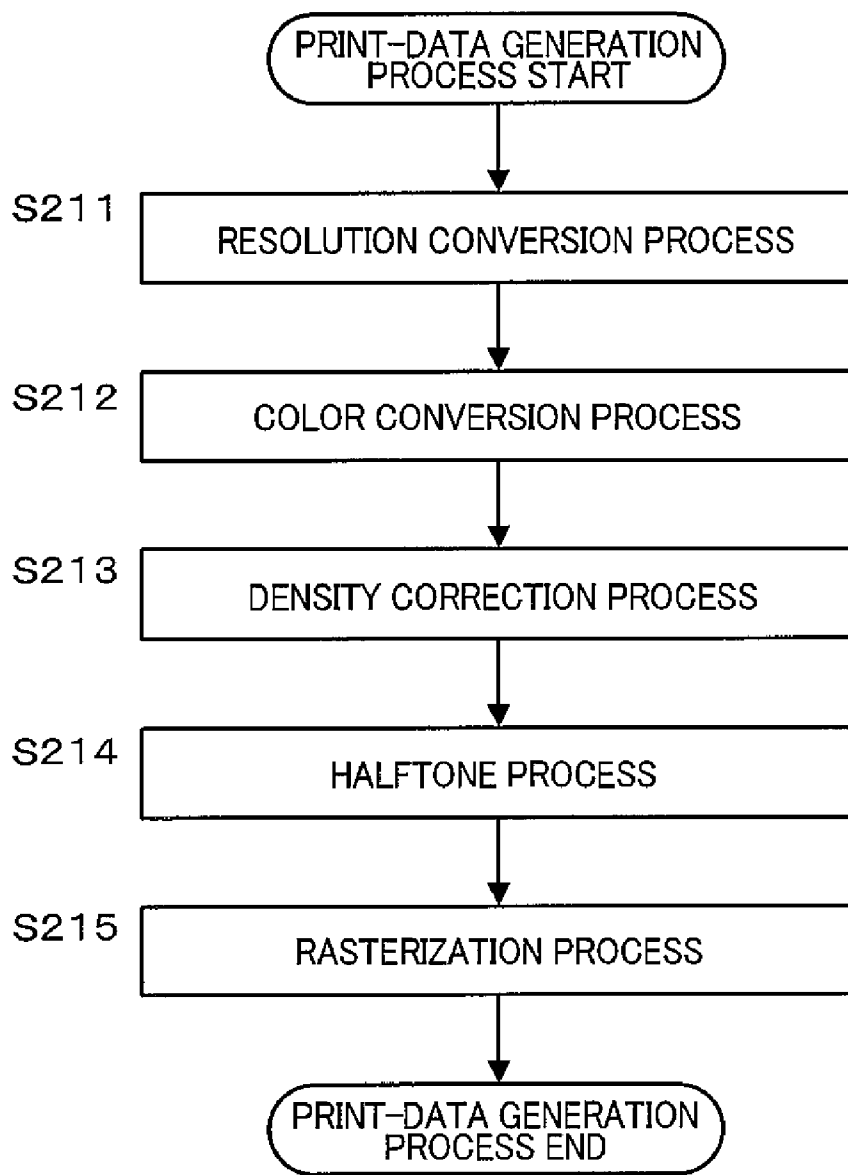 PRINT-DATA GENERATION
PROCESS START
S211
RESOLUTION CONVERSION PROCESS
S212
COLOR CONVERSION PROCESS
S213
DENSITY CORRECTION PROCESS
S214
HALFTONE PROCESS
S215
RASTERIZATION PROCESS
PRINT-DATA GENERATION
PROCESS END